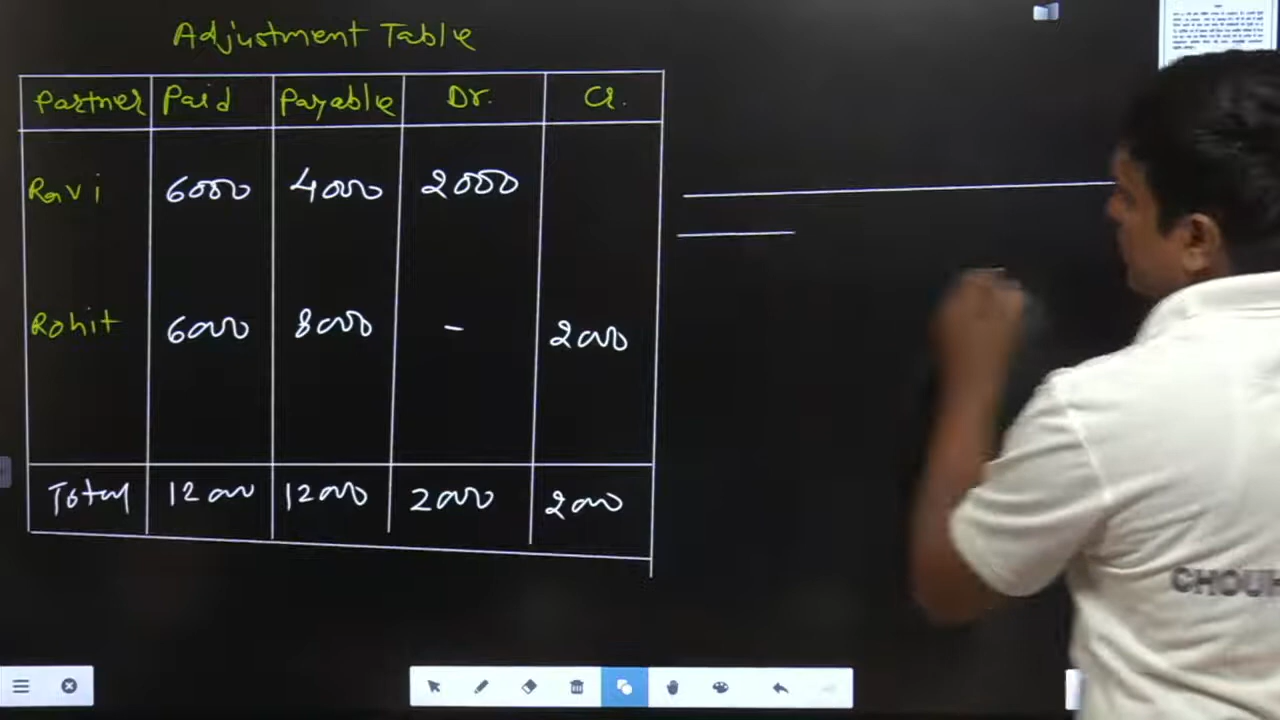 Adjustment Table
Partner Paid Payable Dr. Cr.
Ravi 6000 4000 2000
Rohit 6000 8000 - 2000
Total 12000 12000 2000 2000
CHOUH